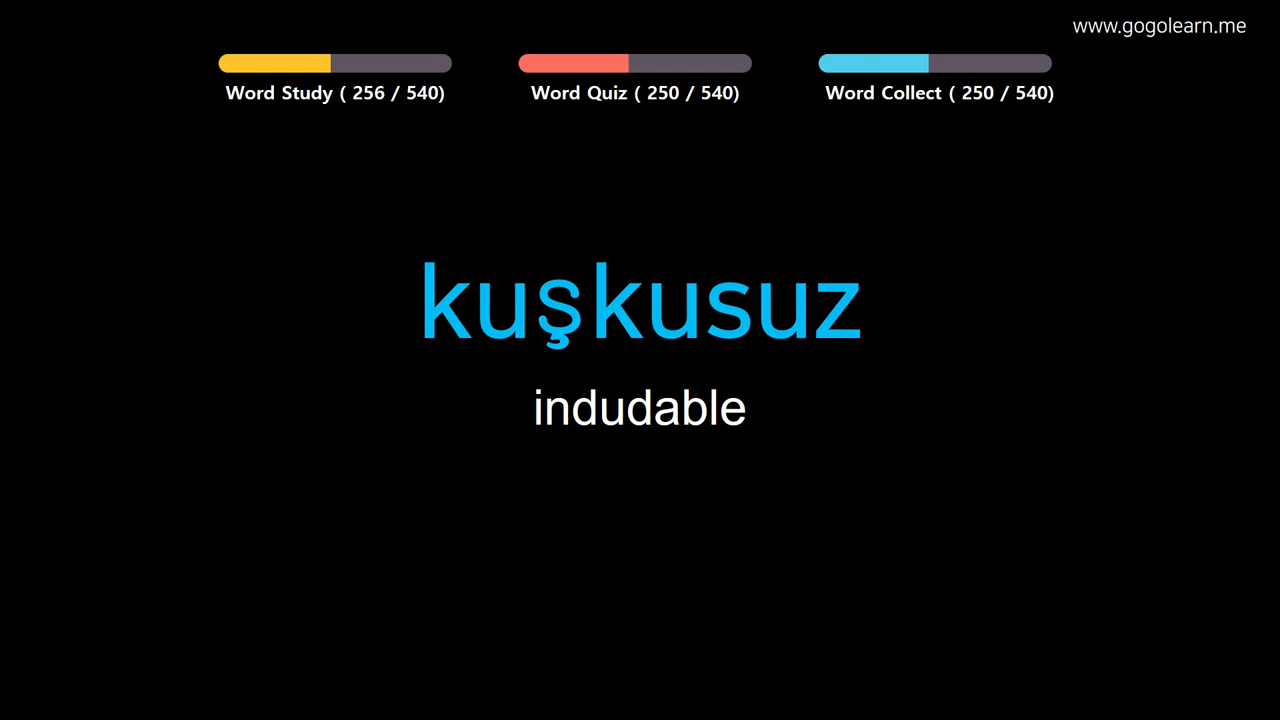 www.gogolearn.me
Word Study ( 256 / 540)
Word Quiz ( 250 / 540)
Word Collect ( 250 / 540)
kuşkusuz
indudable